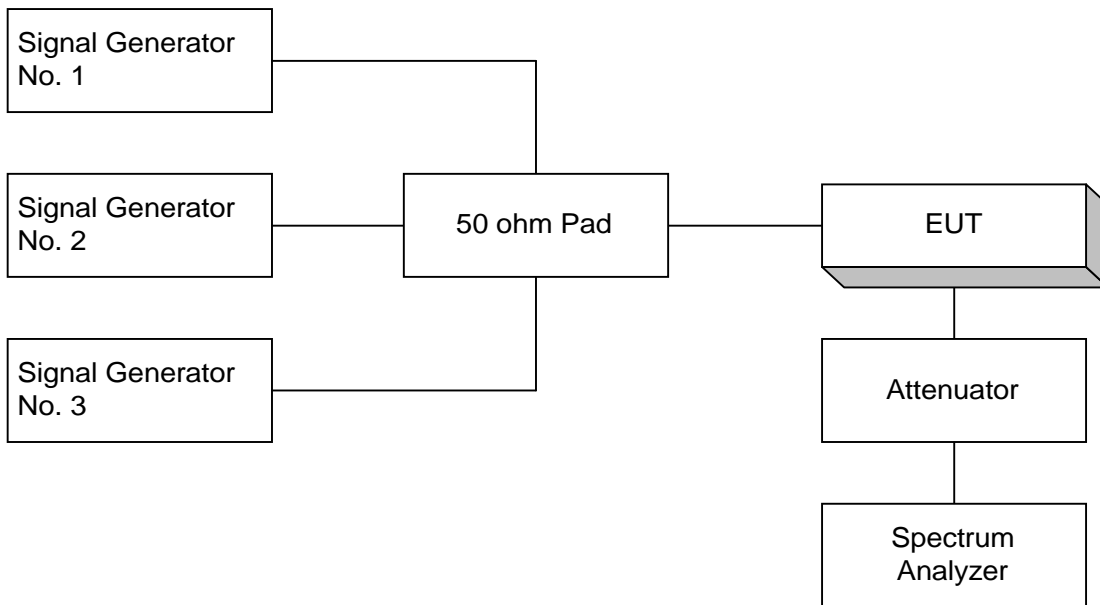 Signal Generator
No. 1
Signal Generator
No. 2
50 ohm Pad
EUT
Signal Generator
No. 3
Attenuator
Spectrum
Analyzer